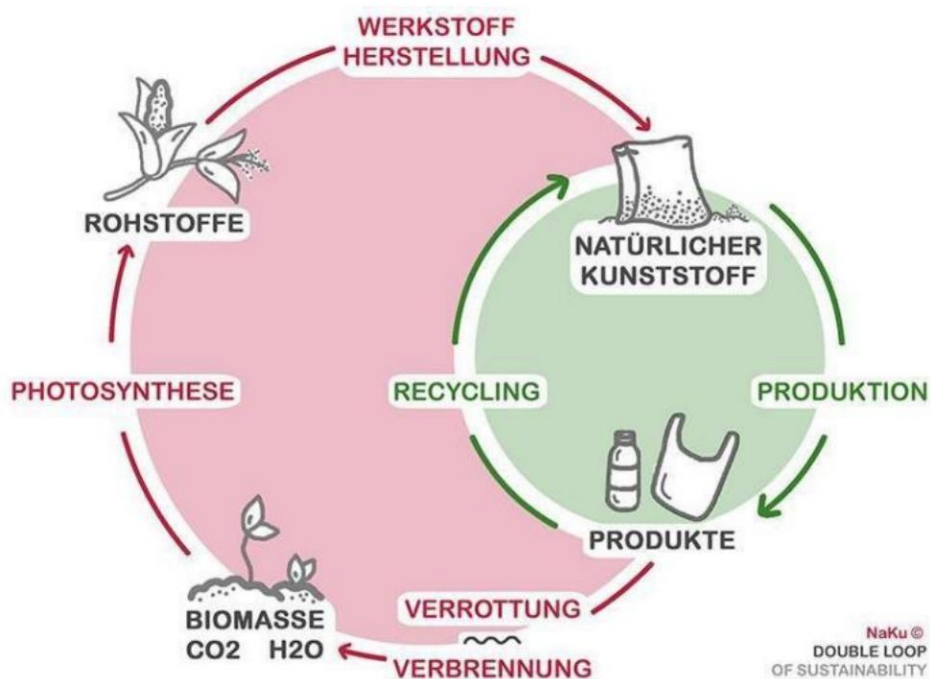 WERKSTOFF
HERSTELLUNG
ROHSTOFFE
NATÜRLICHER
KUNSTSTOFF
PHOTOSYNTHESE
RECYCLING
PRODUKTION
PRODUKTE
VERROTTUNG
BIOMASSE
CO2 H2O
VERBRENNUNG
NaKu ©
DOUBLE LOOP
OF SUSTAINABILITY